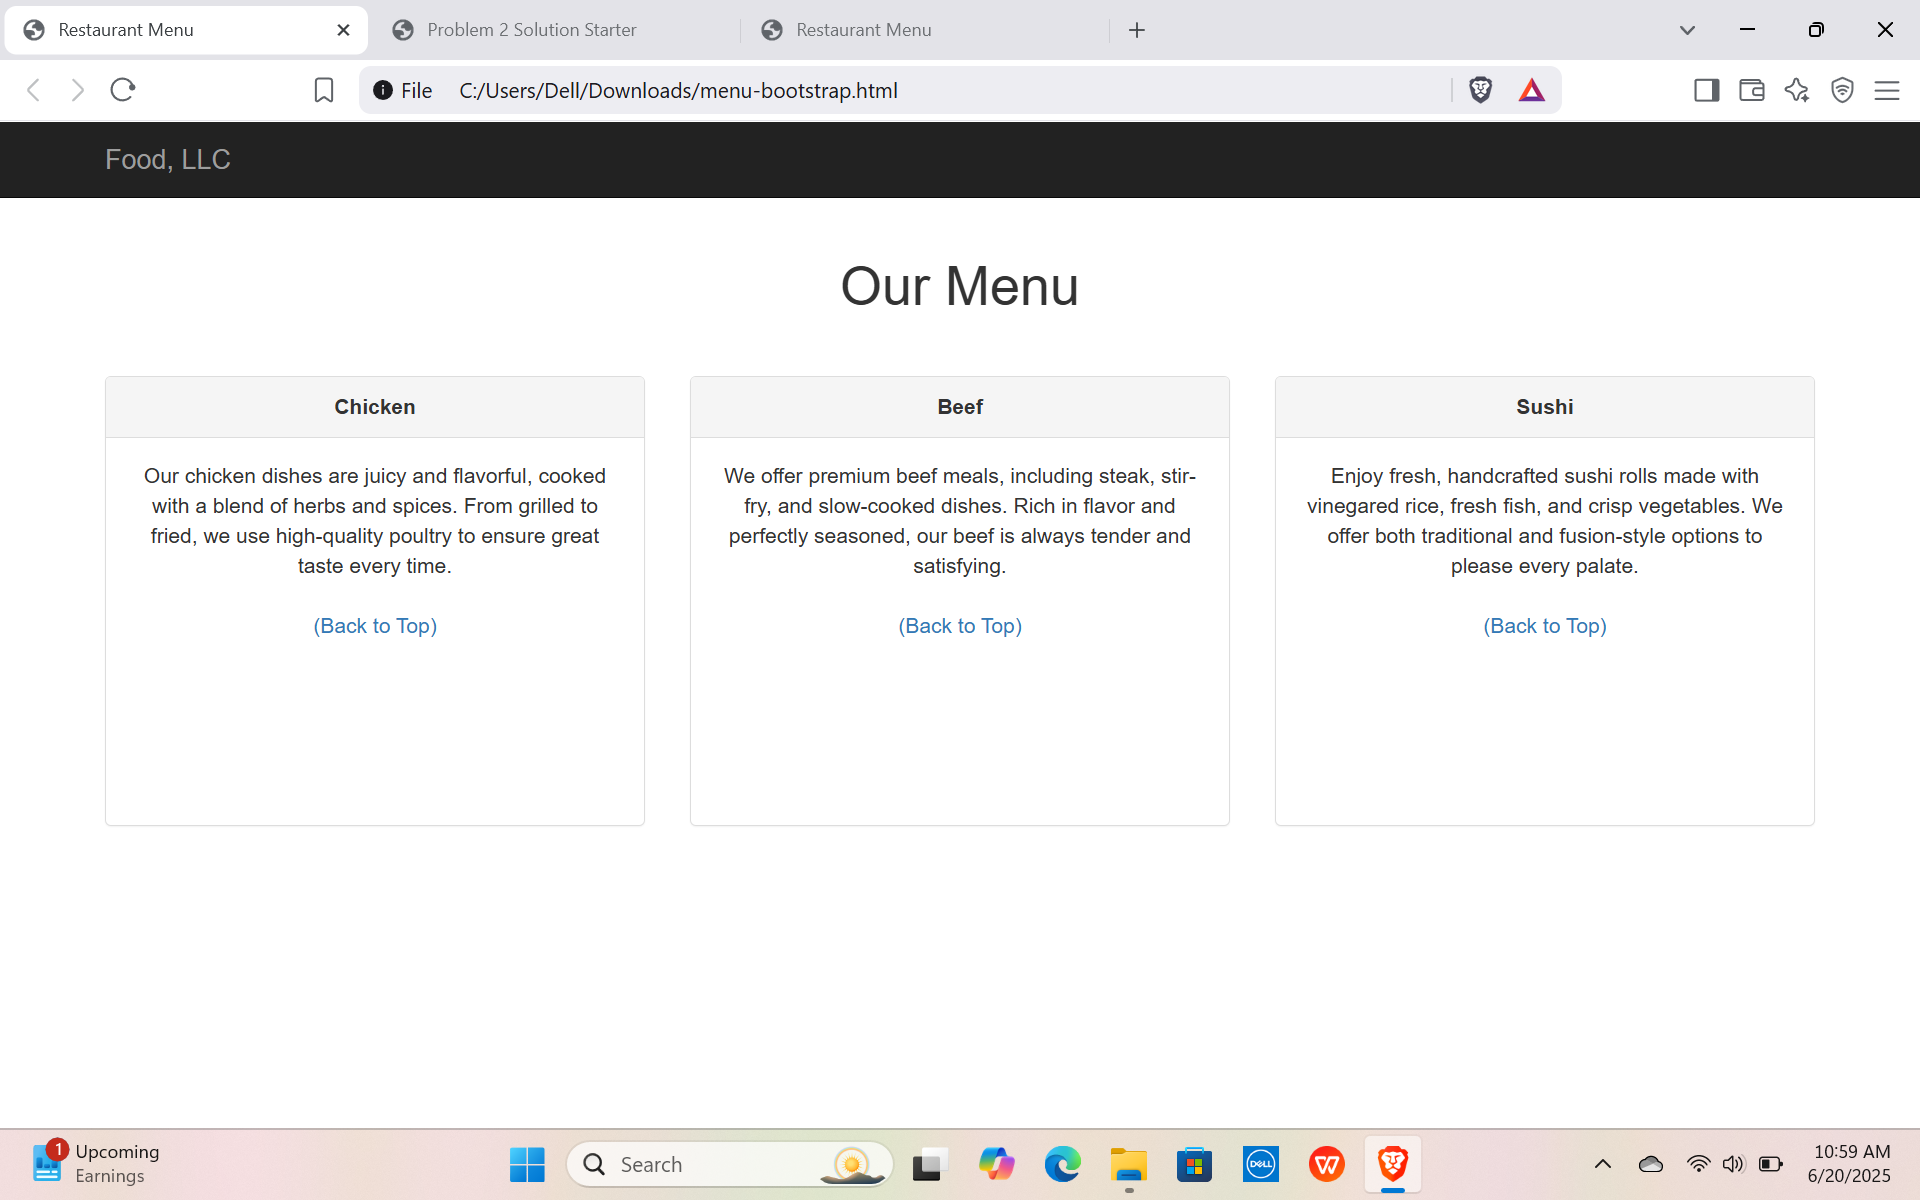 Restaurant Menu
Problem 2 Solution Starter
Restaurant Menu
File C:/Users/Dell/Downloads/menu-bootstrap.html
Food, LLC
Our Menu
Chicken
Our chicken dishes are juicy and flavorful, cooked
with a blend of herbs and spices. From grilled to
fried, we use high-quality poultry to ensure great
taste every time.
(Back to Top)
Beef
We offer premium beef meals, including steak, stir-
fry, and slow-cooked dishes. Rich in flavor and
perfectly seasoned, our beef is always tender and
satisfying.
(Back to Top)
Sushi
Enjoy fresh, handcrafted sushi rolls made with
vinegared rice, fresh fish, and crisp vegetables. We
offer both traditional and fusion-style options to
please every palate.
(Back to Top)
1
Upcoming
Earnings
Search
DELL
10:59 AM
6/20/2025